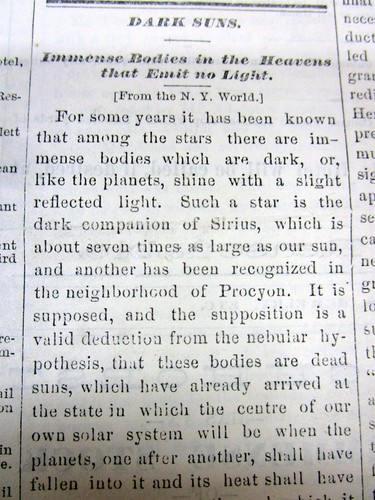 DARK SUNS.
Immense Bodies in the Heavens
that Emit no Light.
[From the N. Y. World.]
For some years it has been known
that among the stars there are im-
mense bodies which are dark, or,
like the planets, shine with a slight
reflected light. Such a star is the
dark companion of Sirius, which is
about seven times as large as our sun,
and another has been recognized in
the neighborhood of Procyon. It is
supposed, and the supposition is a
valid deduction from the nebular hy-
pothesis, that these bodies are dead
suns, which have already arrived at
the state in which the centre of our
own solar system will be when the
planets, one after another, shall have
fallen into it and its heat shall have